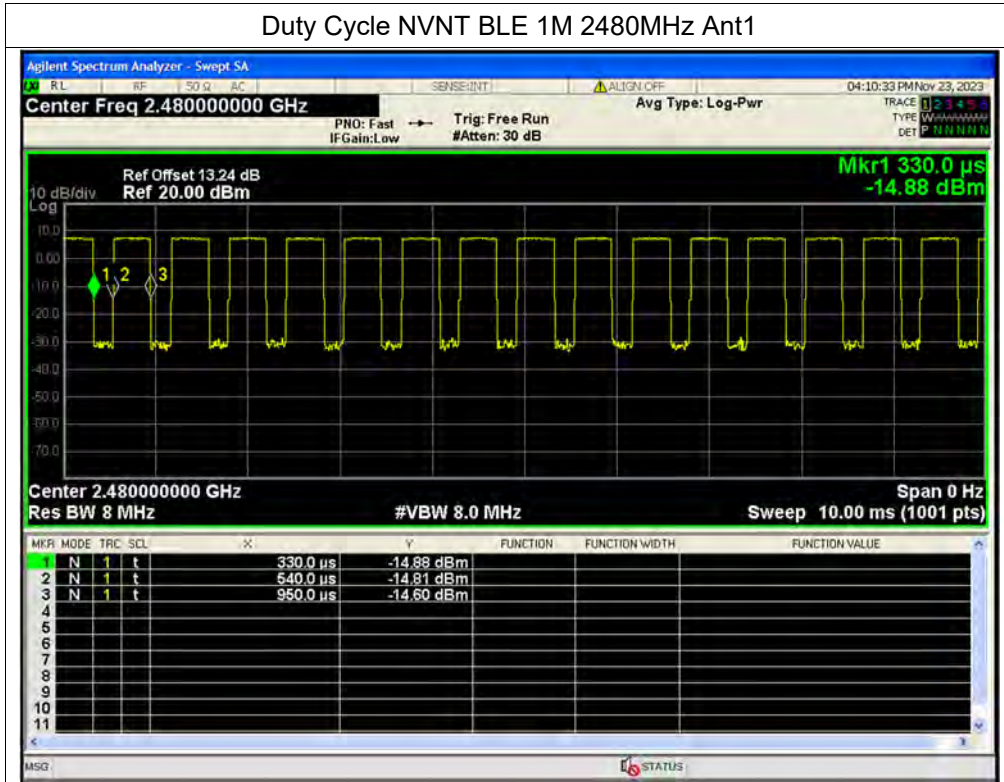 Duty Cycle NVNT BLE 1M 2480MHz Ant1
Agilent Spectrum Analyzer - Swept SA
LXI RL RF 50 Ω AC SENSE:INT ALIGN OFF 04:10:33 PM Nov 23, 2023
Center Freq 2.480000000 GHz Avg Type: Log-Pwr TRACE 1 2 3 4 5 6
PNO: Fast Trig: Free Run TYPE W
IFGain:Low #Atten: 30 dB DET P N N N N N
Mkr1 330.0 µs
-14.88 dBm
Ref Offset 13.24 dB
10 dB/div Ref 20.00 dBm
Log
10.0
0.00
-10.0
-20.0
-30.0
-40.0
-50.0
-60.0
-70.0
1 2 3
Center 2.480000000 GHz Span 0 Hz
Res BW 8 MHz #VBW 8.0 MHz Sweep 10.00 ms (1001 pts)
MKR MODE TRC SCL X Y FUNCTION FUNCTION WIDTH FUNCTION VALUE
1 N 1 t 330.0 µs -14.88 dBm
2 N 1 t 540.0 µs -14.81 dBm
3 N 1 t 950.0 µs -14.60 dBm
4
5
6
7
8
9
10
11
MSG STATUS